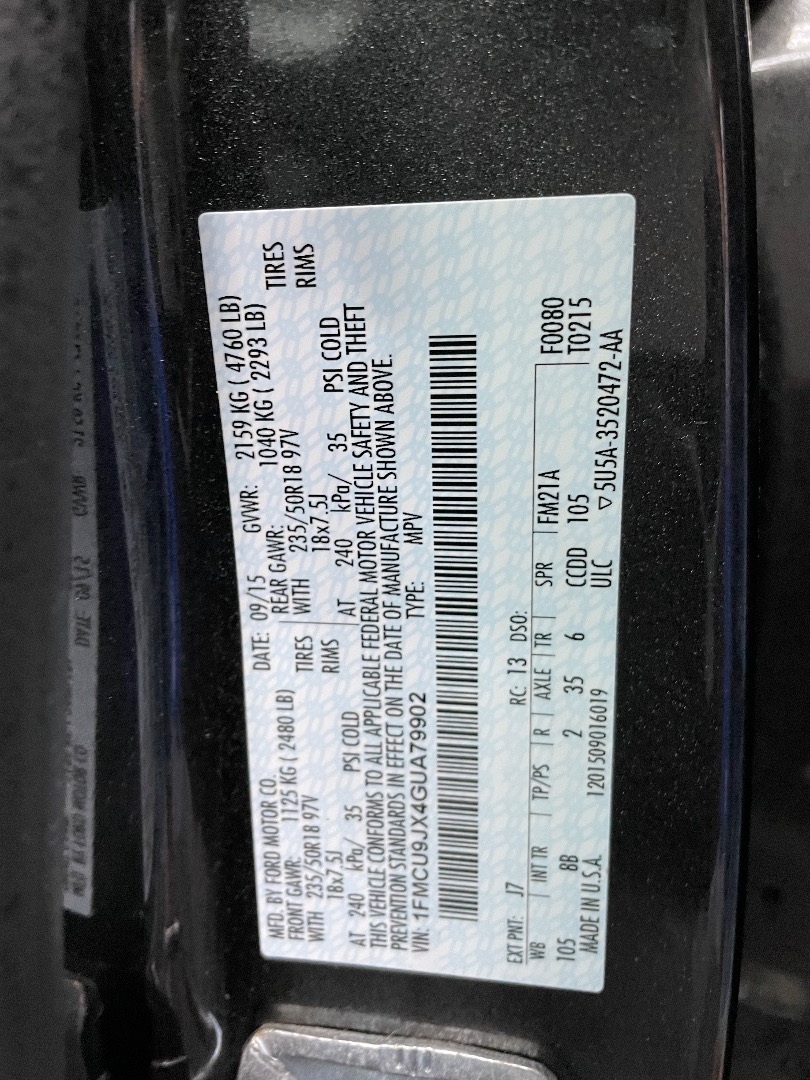 MFD. BY FORD MOTOR CO. DATE: 09/15 GVWR: 2159 KG ( 4760 LB)
FRONT GAWR: 1125 KG ( 2480 LB) REAR GAWR: 1040 KG ( 2293 LB)
WITH 235/50R18 97V TIRES WITH 235/50R18 97V TIRES
18x7.5J RIMS 18x7.5J RIMS
AT 240 kPa/ 35 PSI COLD AT 240 kPa/ 35 PSI COLD
THIS VEHICLE CONFORMS TO ALL APPLICABLE FEDERAL MOTOR VEHICLE SAFETY AND THEFT
PREVENTION STANDARDS IN EFFECT ON THE DATE OF MANUFACTURE SHOWN ABOVE.
VIN: 1FMCU9JX4GUA79902 TYPE: MPV
EXT PNT: J7 RC: 13 DSO: F0080
WB INT TR TP/PS R AXLE TR SPR FM21A T0215
105 8B 2 35 6 CCDD 105
MADE IN U.S.A. 1201509016019 ULC ▽5U5A-3520472-AA